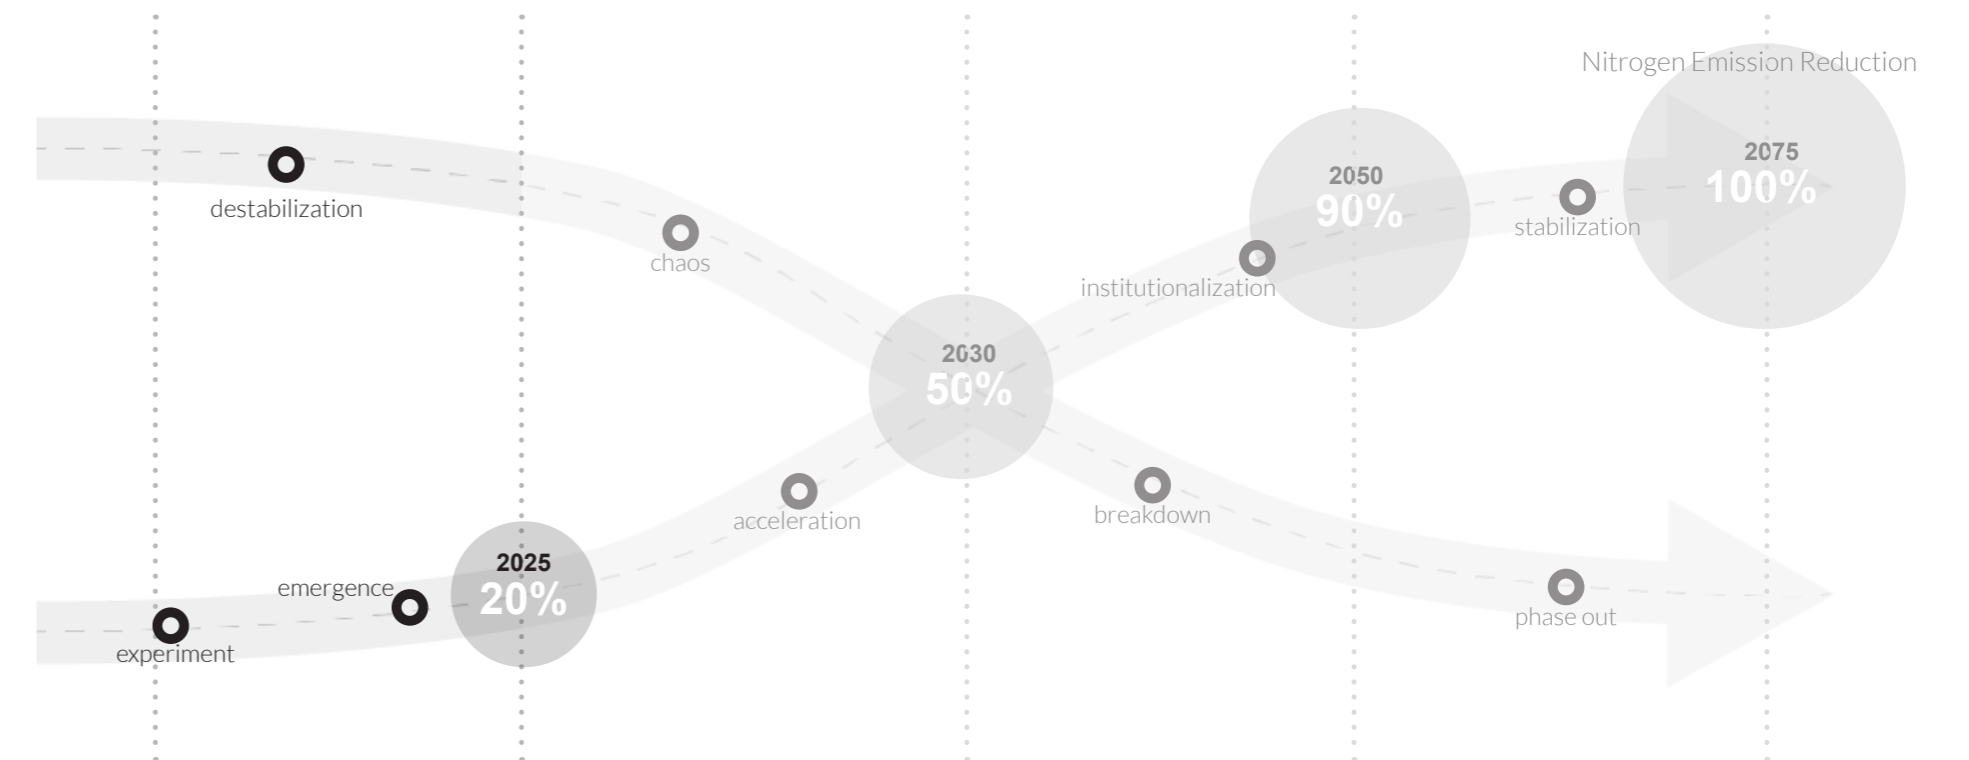 Nitrogen Emission Reduction
2075
100%
2050
90%
destabilization
stabilization
chaos
institutionalization
2030
50%
acceleration
breakdown
2025
20%
emergence
experiment
phase out